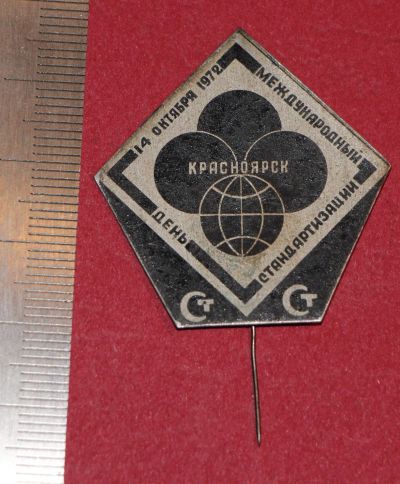 14 ОКТЯБРЯ 1972
МЕЖДУНАРОДНЫЙ
КРАСНОЯРСК
ДЕНЬ
СТАНДАРТИЗАЦИИ
Ст Ст